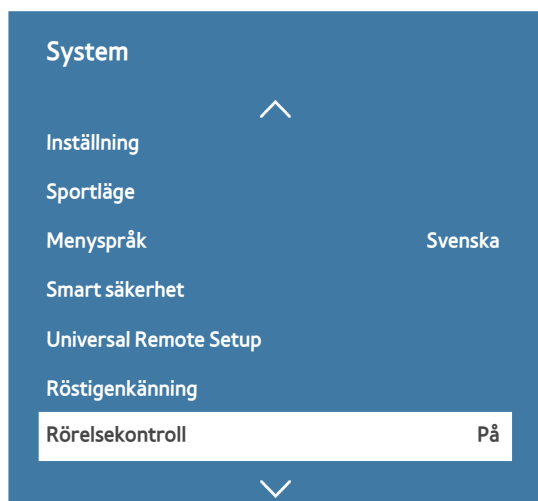 System
Inställning
Sportläge
Menyspråk Svenska
Smart säkerhet
Universal Remote Setup
Röstigenkänning
Rörelsekontroll På